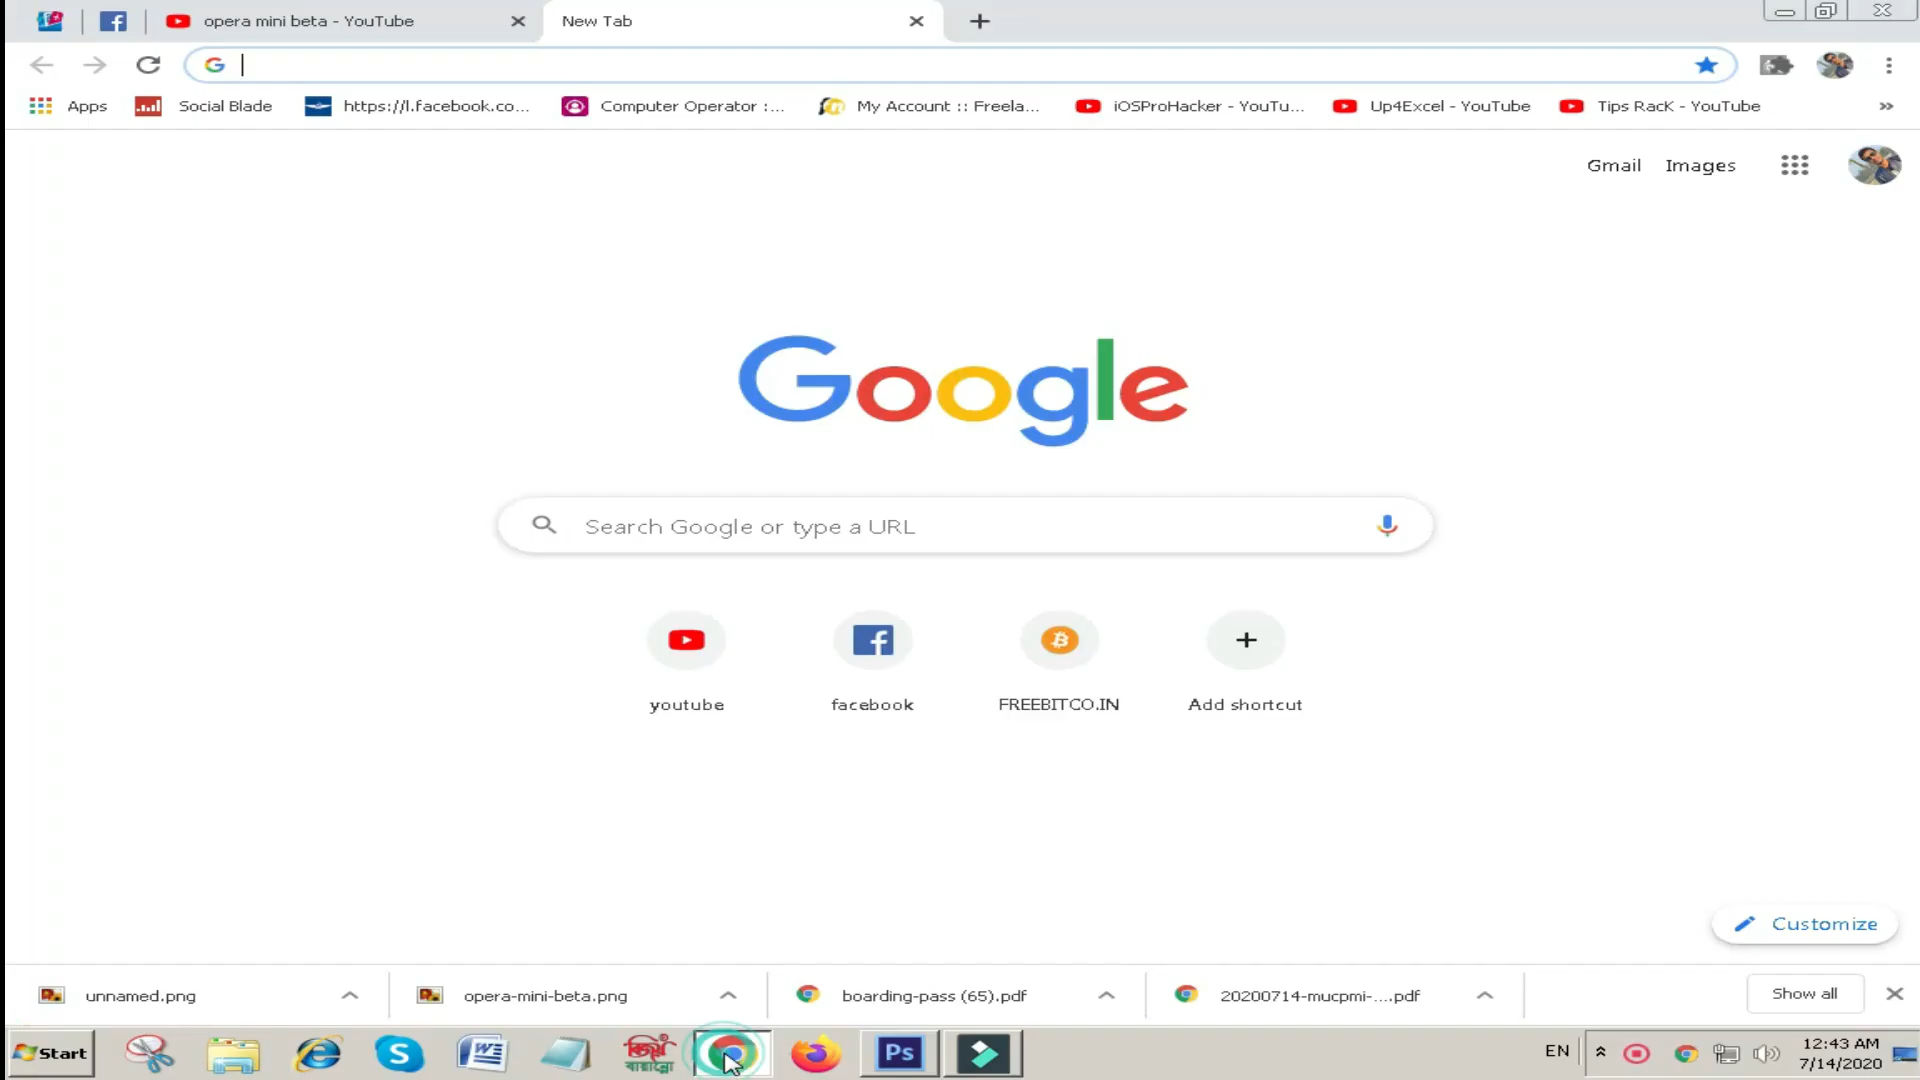 opera mini beta - YouTube
New Tab
Apps
Social Blade
https://l.facebook.co...
Computer Operator :...
My Account :: Freela...
iOSProHacker - YouTu...
Up4Excel - YouTube
Tips RacK - YouTube
Gmail
Images
Google
Search Google or type a URL
youtube
facebook
FREEBITCO.IN
Add shortcut
Customize
unnamed.png
opera-mini-beta.png
boarding-pass (65).pdf
20200714-mucpmi-....pdf
Show all
Start
বিজয়
বায়ান্নো
Ps
EN
12:43 AM
7/14/2020